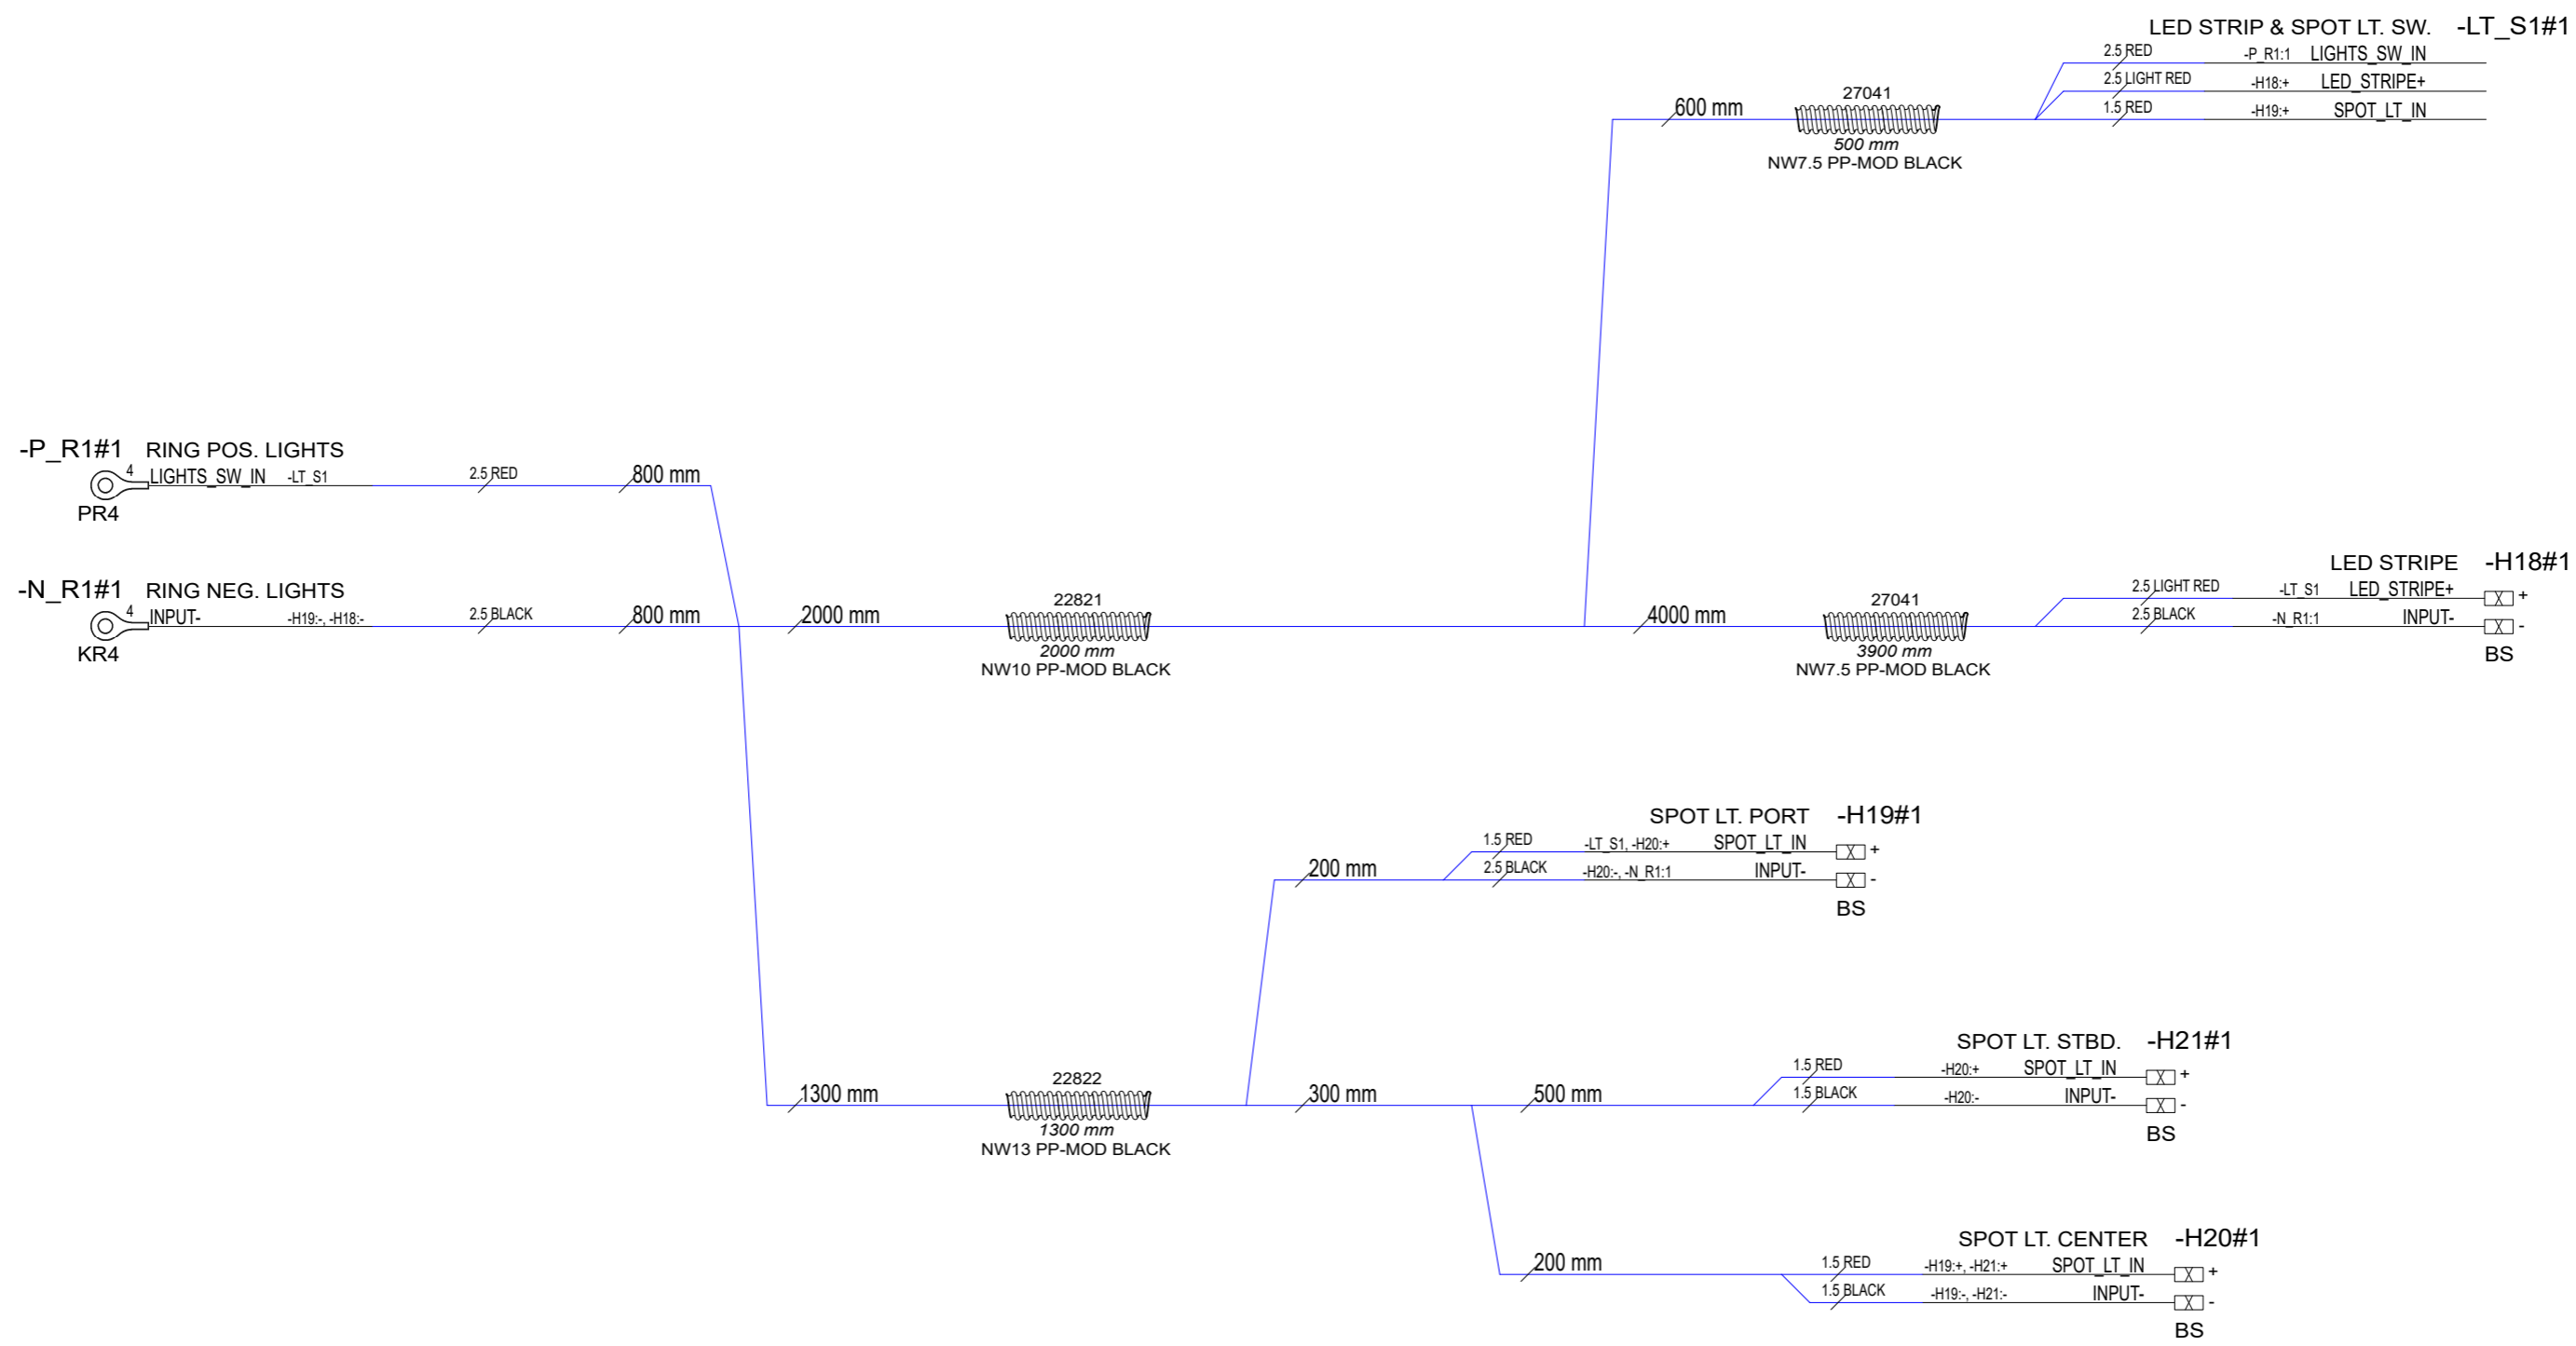 LED STRIP & SPOT LT. SW. -LT_S1#1
2.5 RED -P_R1:1 LIGHTS_SW_IN
2.5 LIGHT RED -H18:+ LED_STRIPE+
1.5 RED -H19:+ SPOT_LT_IN
600 mm
27041
500 mm
NW7.5 PP-MOD BLACK
-P_R1#1 RING POS. LIGHTS
4 LIGHTS_SW_IN -LT_S1 2.5 RED 800 mm
PR4
-N_R1#1 RING NEG. LIGHTS
4 INPUT- -H19:-, -H18:- 2.5 BLACK 800 mm
KR4
2000 mm
22821
2000 mm
NW10 PP-MOD BLACK
4000 mm
27041
3900 mm
NW7.5 PP-MOD BLACK
LED STRIPE -H18#1
2.5 LIGHT RED -LT_S1 LED_STRIPE+ +
2.5 BLACK -N_R1:1 INPUT- -
BS
SPOT LT. PORT -H19#1
1.5 RED -LT_S1, -H20:+ SPOT_LT_IN +
200 mm
2.5 BLACK -H20:-, -N_R1:1 INPUT- -
BS
1300 mm
22822
1300 mm
NW13 PP-MOD BLACK
300 mm
500 mm
SPOT LT. STBD. -H21#1
1.5 RED -H20:+ SPOT_LT_IN +
1.5 BLACK -H20:- INPUT- -
BS
200 mm
SPOT LT. CENTER -H20#1
1.5 RED -H19:+, -H21:+ SPOT_LT_IN +
1.5 BLACK -H19:-, -H21:- INPUT- -
BS